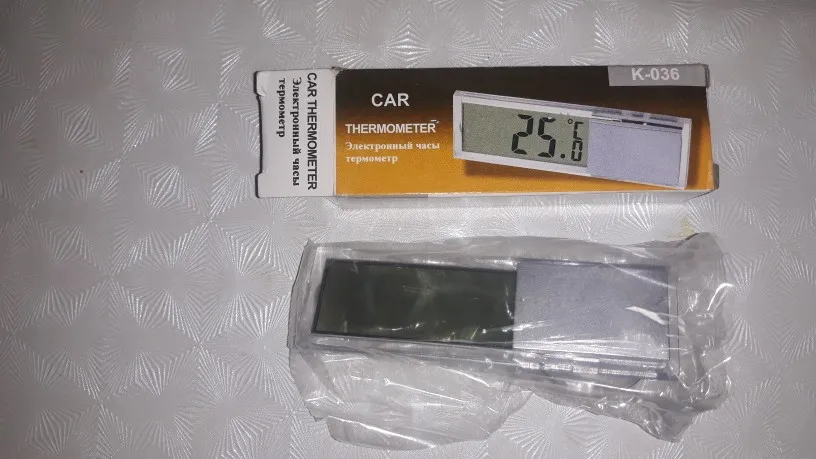 CAR THERMOMETER
Электронный часы
термометр
CAR
THERMOMETER
Электронный часы
термометр
K-036
25.0
°C